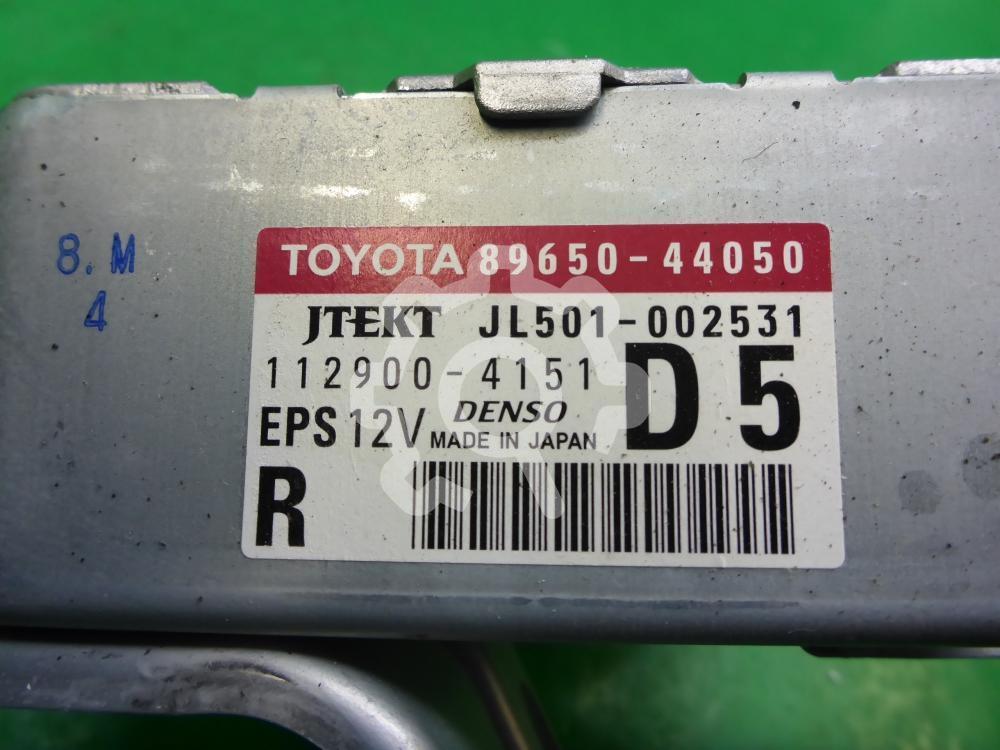 8.M
4
TOYOTA 89650-44050
JTEKT JL501-002531
112900-4151
EPS 12V DENSO D5
MADE IN JAPAN
R